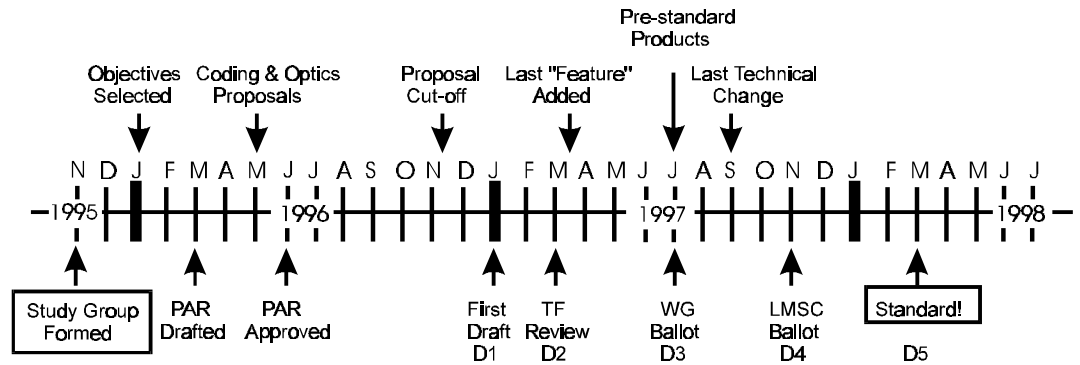 Pre-standard
Products
Objectives
Selected
Coding & Optics
Proposals
Proposal
Cut-off
Last "Feature"
Added
Last Technical
Change
N D J F M A M J J A S O N D J F M A M J J A S O N D J F M A M J J
1995 1996 1997 1998
Study Group
Formed
PAR
Drafted
PAR
Approved
First
Draft
D1
TF
Review
D2
WG
Ballot
D3
LMSC
Ballot
D4
Standard!
D5